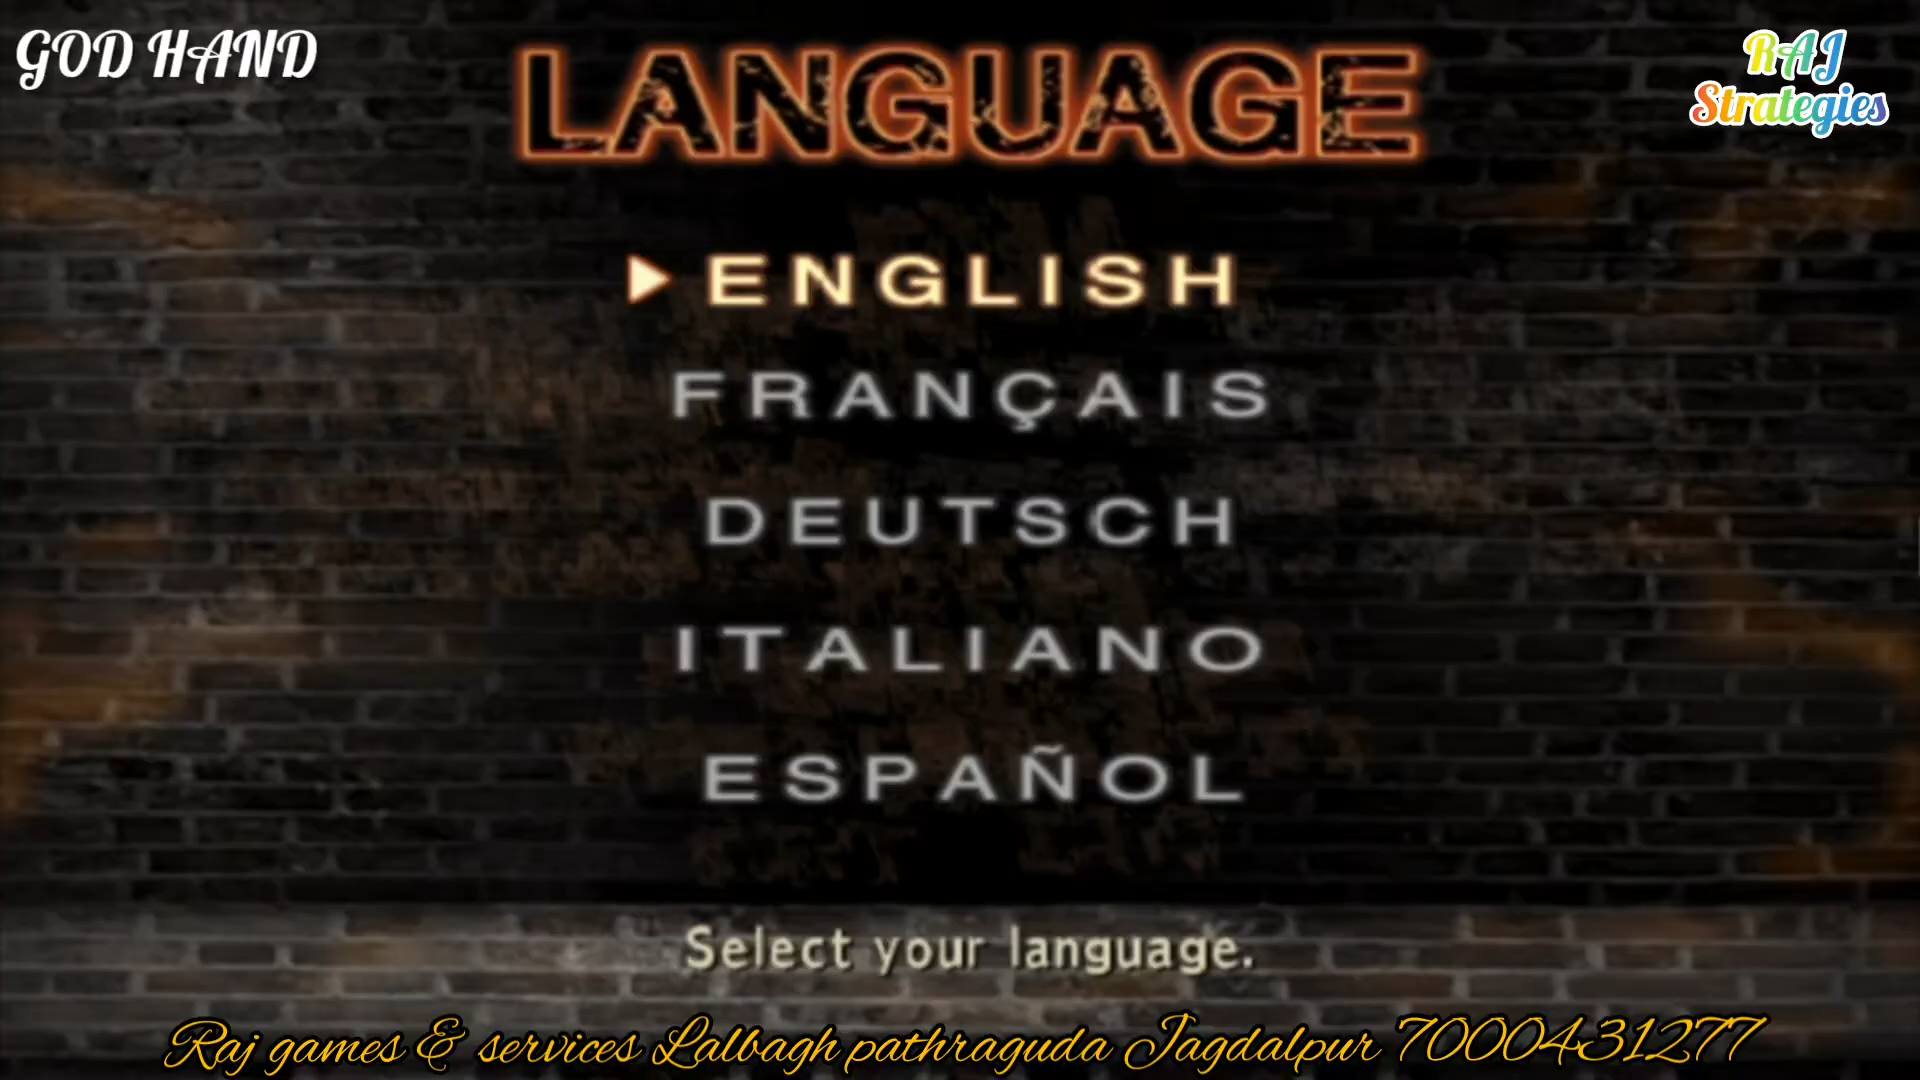 GOD HAND
RAJ
Strategies
LANGUAGE
ENGLISH
FRANÇAIS
DEUTSCH
ITALIANO
ESPAÑOL
Select your language.
Raj games & services Lalbagh pathraguda Jagdalpur 7000431277